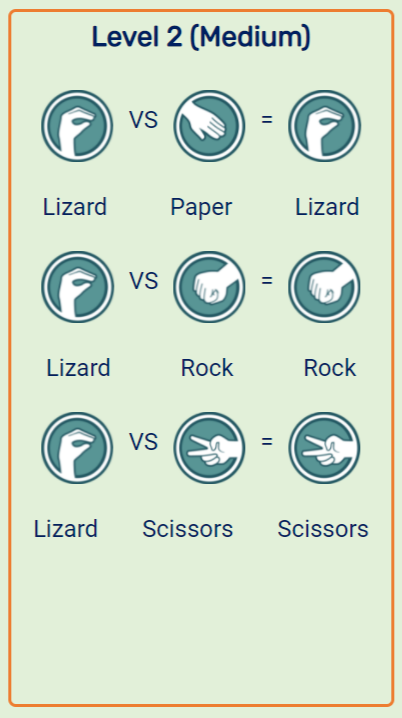 Level 2 (Medium)
VS =
Lizard Paper Lizard
VS =
Lizard Rock Rock
VS =
Lizard Scissors Scissors